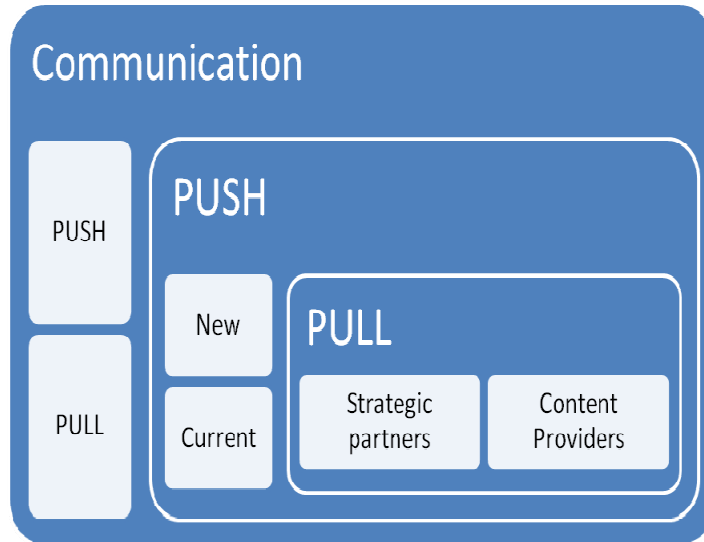 Communication
PUSH
PULL
PUSH
New
Current
PULL
Strategic
partners
Content
Providers